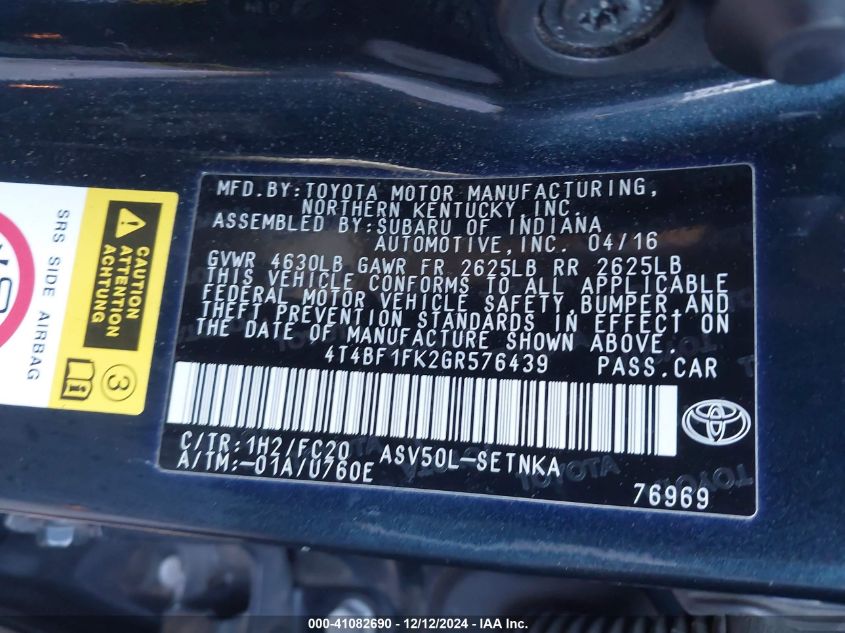 MFD.BY:TOYOTA MOTOR MANUFACTURING,
NORTHERN KENTUCKY,INC.
ASSEMBLED BY:SUBARU OF INDIANA
AUTOMOTIVE,INC. 04/16
GVWR 4630LB GAWR FR 2625LB RR 2625LB
THIS VEHICLE CONFORMS TO ALL APPLICABLE
FEDERAL MOTOR VEHICLE SAFETY,BUMPER,AND
THEFT PREVENTION STANDARDS IN EFFECT ON
THE DATE OF MANUFACTURE SHOWN ABOVE.
4T4BF1FK2GR576439 PASS.CAR
C/TR:1H2/FC20 ASV50L-SETNKA
A/TM:-01A/U760E
76969
SRS SIDE AIRBAG
CAUTION
ATTENTION
ACHTUNG
3
000-41082690 - 12/12/2024 - IAA Inc.